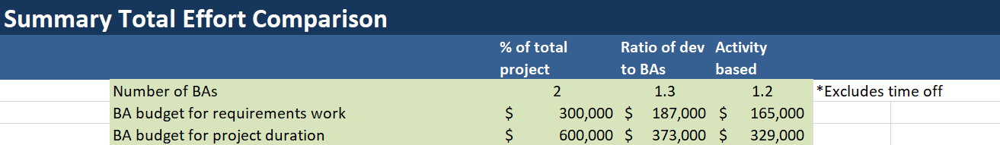 Summary Total Effort Comparison
% of total project Ratio of dev to BAs Activity based
Number of BAs 2 1.3 1.2 *Excludes time off
BA budget for requirements work $ 300,000 $ 187,000 $ 165,000
BA budget for project duration $ 600,000 $ 373,000 $ 329,000